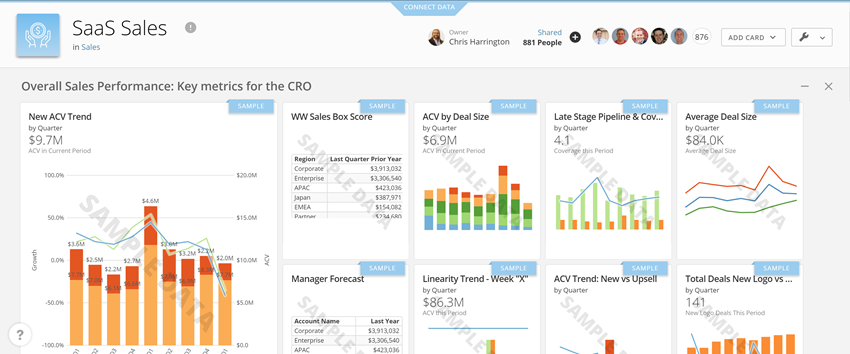 CONNECT DATA
SaaS Sales
in Sales
Owner
Chris Harrington
Shared
881 People
876
ADD CARD
Overall Sales Performance: Key metrics for the CRO
SAMPLE
New ACV Trend
by Quarter
$9.7M
ACV in Current Period
100.0%
50.0%
0.0%
-50.0%
-100.0%
Growth
$20.0M
$15.0M
$10.0M
$5.0M
$0.0M
ACV
$3.6M
$2.5M
$2.2M
$2.7M
$4.6M
$3.2M
$2.0M
SAMPLE DATA
SAMPLE
WW Sales Box Score
Region Last Quarter Prior Year
Corporate $3,913,032
Enterprise $3,306,540
APAC $423,036
Japan $387,971
EMEA $154,082
Partner $234,680
SAMPLE DATA
SAMPLE
ACV by Deal Size
by Quarter
$6.9M
ACV in Current Period
SAMPLE DATA
SAMPLE
Late Stage Pipeline & Cov...
by Quarter
4.1
Coverage this Period
SAMPLE DATA
SAMPLE
Average Deal Size
by Quarter
$84.0K
Average Deal Size
SAMPLE DATA
SAMPLE
Manager Forecast
Account Name Last Quarter
Corporate $3,913,032
Enterprise $3,306,540
APAC $423,036
SAMPLE
Linearity Trend - Week "X"
by Quarter
$86.3M
ACV this Period
SAMPLE
ACV Trend: New vs Upsell
by Quarter
SAMPLE
Total Deals New Logo vs ...
by Quarter
141
New Logo Deals This Period
?